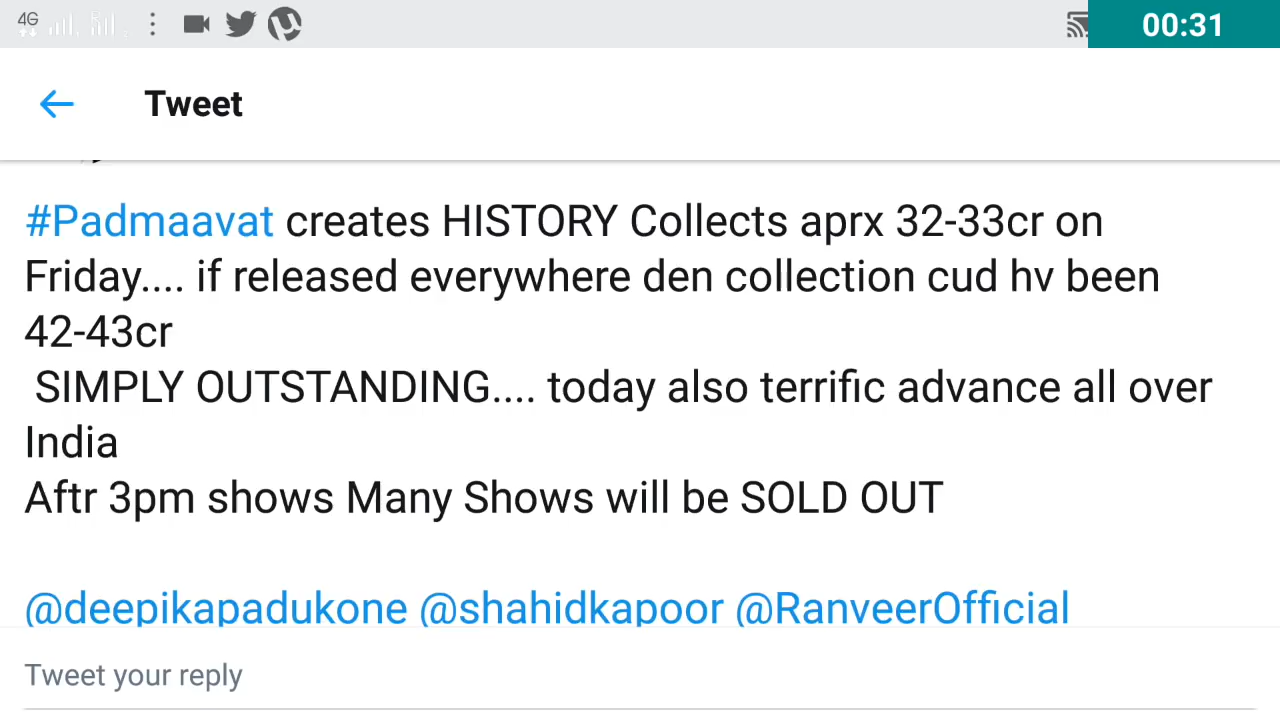 4G
00:31
Tweet
#Padmaavat creates HISTORY Collects aprx 32-33cr on
Friday.... if released everywhere den collection cud hv been
42-43cr
SIMPLY OUTSTANDING.... today also terrific advance all over
India
Aftr 3pm shows Many Shows will be SOLD OUT
@deepikapadukone @shahidkapoor @RanveerOfficial
Tweet your reply